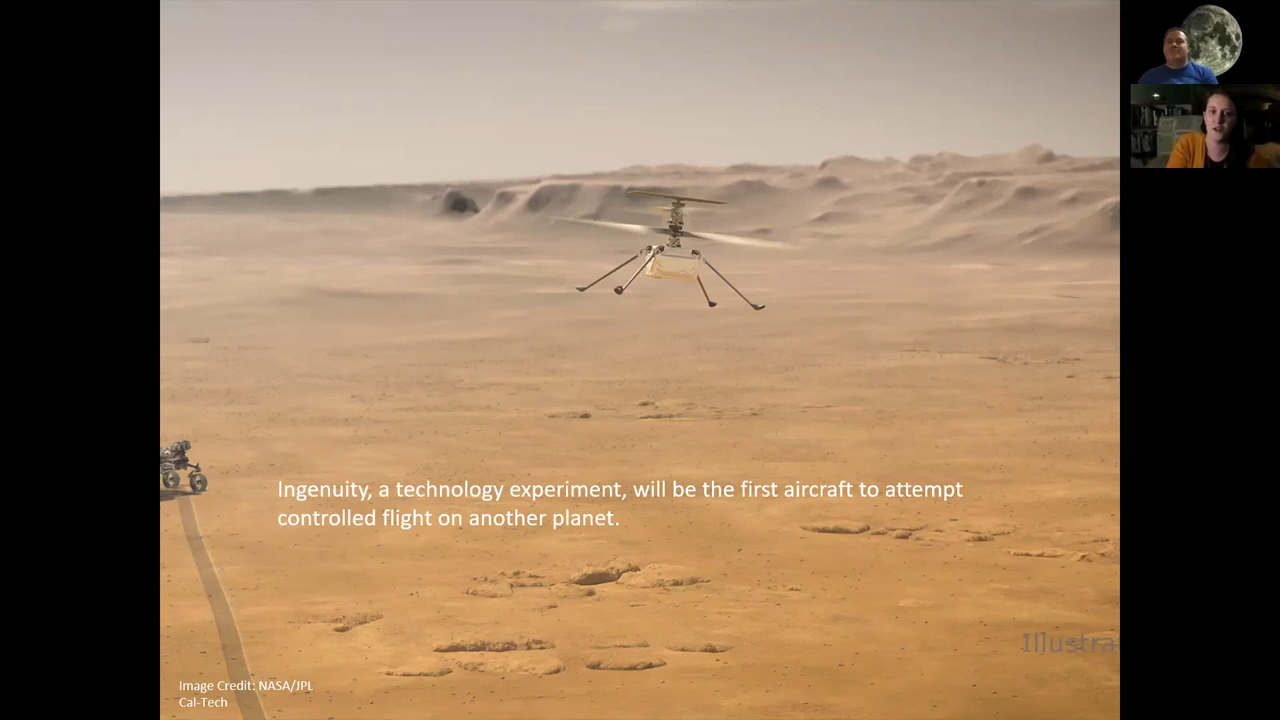 Ingenuity, a technology experiment, will be the first aircraft to attempt
controlled flight on another planet.
Illustra
Image Credit: NASA/JPL
Cal-Tech